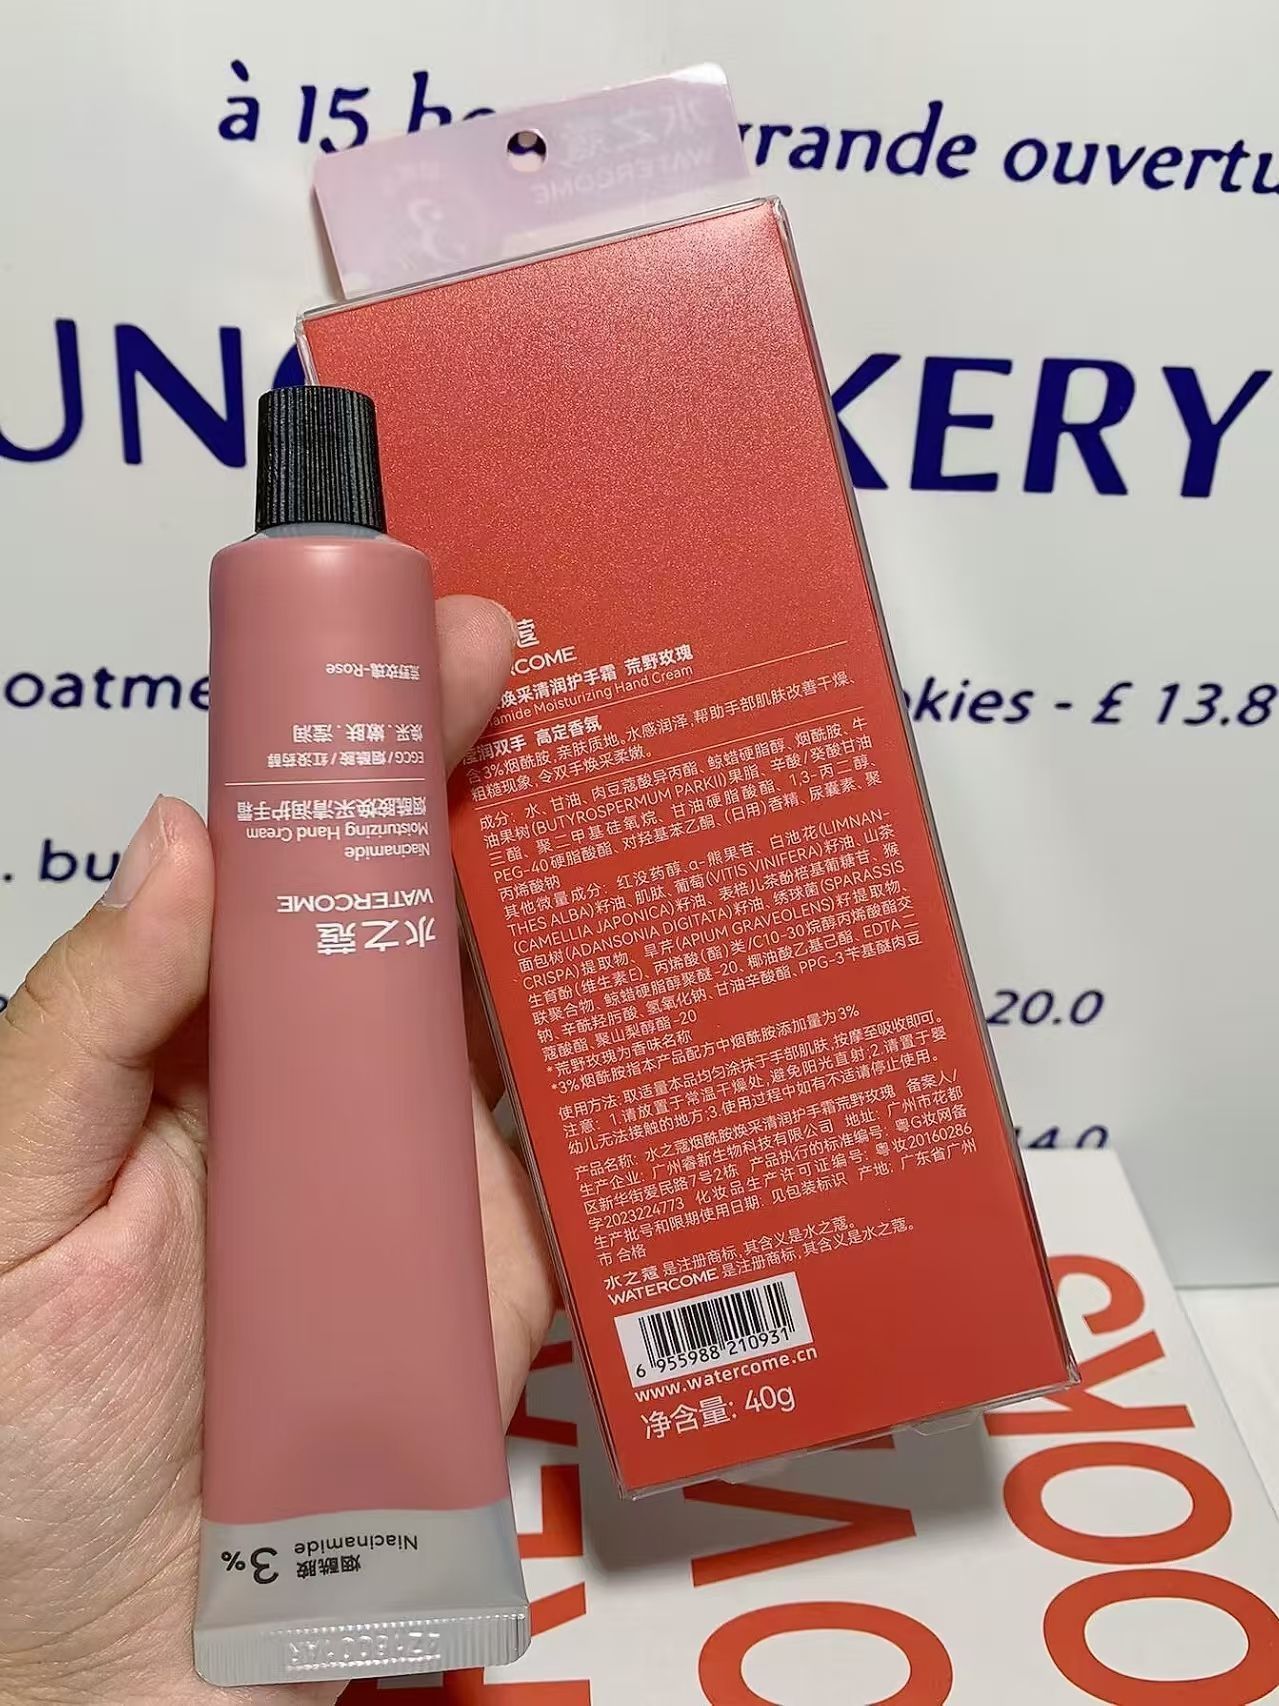 à 15 he
grande ouvertu
水之蔻
WATERCOME
3%
UN
KERY
oatme
okies - £ 13.8
. bu
20.0
14.0
荒野玫瑰-Rose
焕采 . 嫩肤 . 滢润
EGCG/烟酰胺/红没药醇
烟酰胺焕采清润护手霜
Moisturizing Hand Cream
Niacinamide
WATERCOME
水之蔻
Niacinamide
烟酰胺 3%
蔻
RCOME
焕采清润护手霜 荒野玫瑰
amide Moisturizing Hand Cream
润双手 高定香氛
含3%烟酰胺,亲肤质地。水感润泽,帮助手部肌肤改善干燥、
粗糙现象,令双手焕采柔嫩。
成分: 水、甘油、肉豆蔻酸异丙酯、鲸蜡硬脂醇、烟酰胺、牛
油果树(BUTYROSPERMUM PARKII)果脂、辛酸/癸酸甘油
三酯、聚二甲基硅氧烷、甘油硬脂酸酯、1,3-丙二醇、
PEG-40硬脂酸酯、对羟基苯乙酮、(日用)香精、尿囊素、聚
丙烯酸钠
其他微量成分: 红没药醇、α-熊果苷、白池花(LIMNAN-
THES ALBA)籽油、肌肽、葡萄(VITIS VINIFERA)籽油、山茶
(CAMELLIA JAPONICA)籽油、表棓儿茶酚棓基葡糖苷、猴
面包树(ADANSONIA DIGITATA)籽油、绣球菌(SPARASSIS
CRISPA)提取物、旱芹(APIUM GRAVEOLENS)籽提取物、
生育酚(维生素E)、丙烯酸(酯)类/C10-30烷醇丙烯酸酯交
联聚合物、鲸蜡硬脂醇聚醚-20、椰油酸乙基己酯、EDTA二
钠、辛酰羟肟酸、氢氧化钠、甘油辛酸酯、PPG-3苄基醚肉豆
蔻酸酯、聚山梨醇酯-20
*荒野玫瑰为香味名称
*3%烟酰胺指本产品配方中烟酰胺添加量为3%
使用方法: 取适量本品均匀涂抹于手部肌肤,按摩至吸收即可。
注意: 1.请放置于常温干燥处,避免阳光直射;2.请置于婴
幼儿无法接触的地方;3.使用过程中如有不适请停止使用。
产品名称: 水之蔻烟酰胺焕采清润护手霜荒野玫瑰 备案人/
生产企业: 广州睿新生物科技有限公司 地址: 广州市花都
区新华街爱民路7号2栋 产品执行的标准编号: 粤G妆网备
字2023224773 化妆品生产许可证编号: 粤妆20160286
生产批号和限期使用日期: 见包装标识 产地: 广东省广州
市 合格
水之蔻 是注册商标,其含义是水之蔻。
WATERCOME 是注册商标,其含义是水之蔻。
6 955988 210931
www.watercome.cn
净含量: 40g